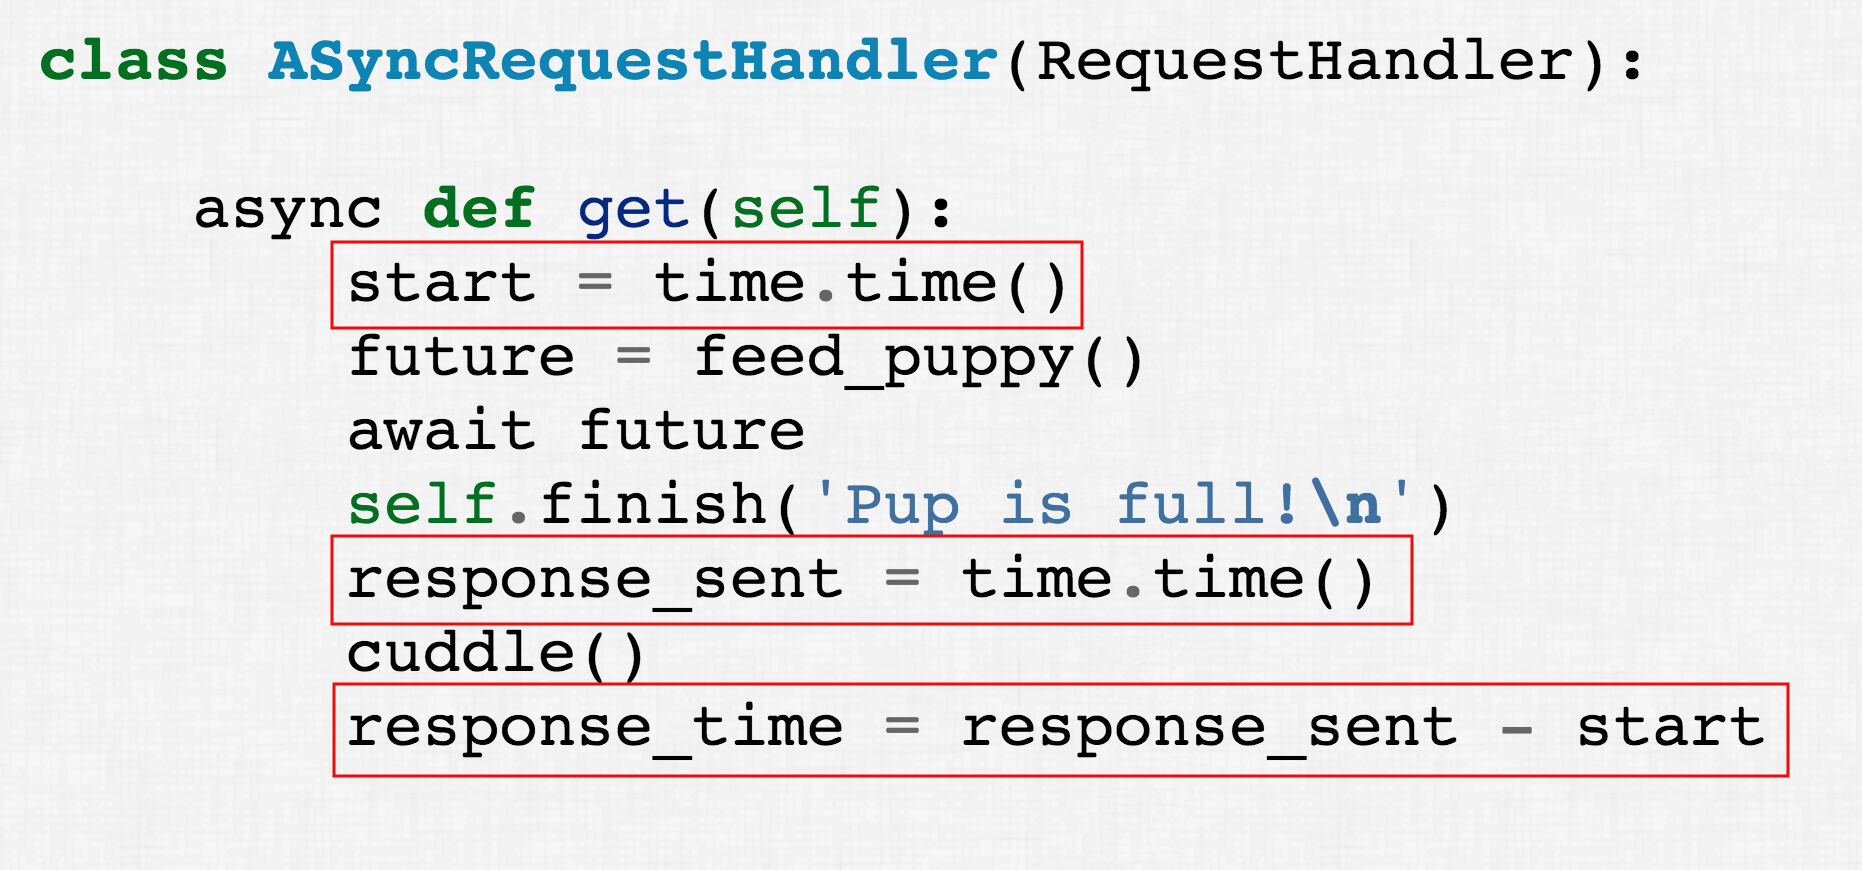 class ASyncRequestHandler(RequestHandler):
async def get(self):
start = time.time()
future = feed_puppy()
await future
self.finish('Pup is full!\n')
response_sent = time.time()
cuddle()
response_time = response_sent - start